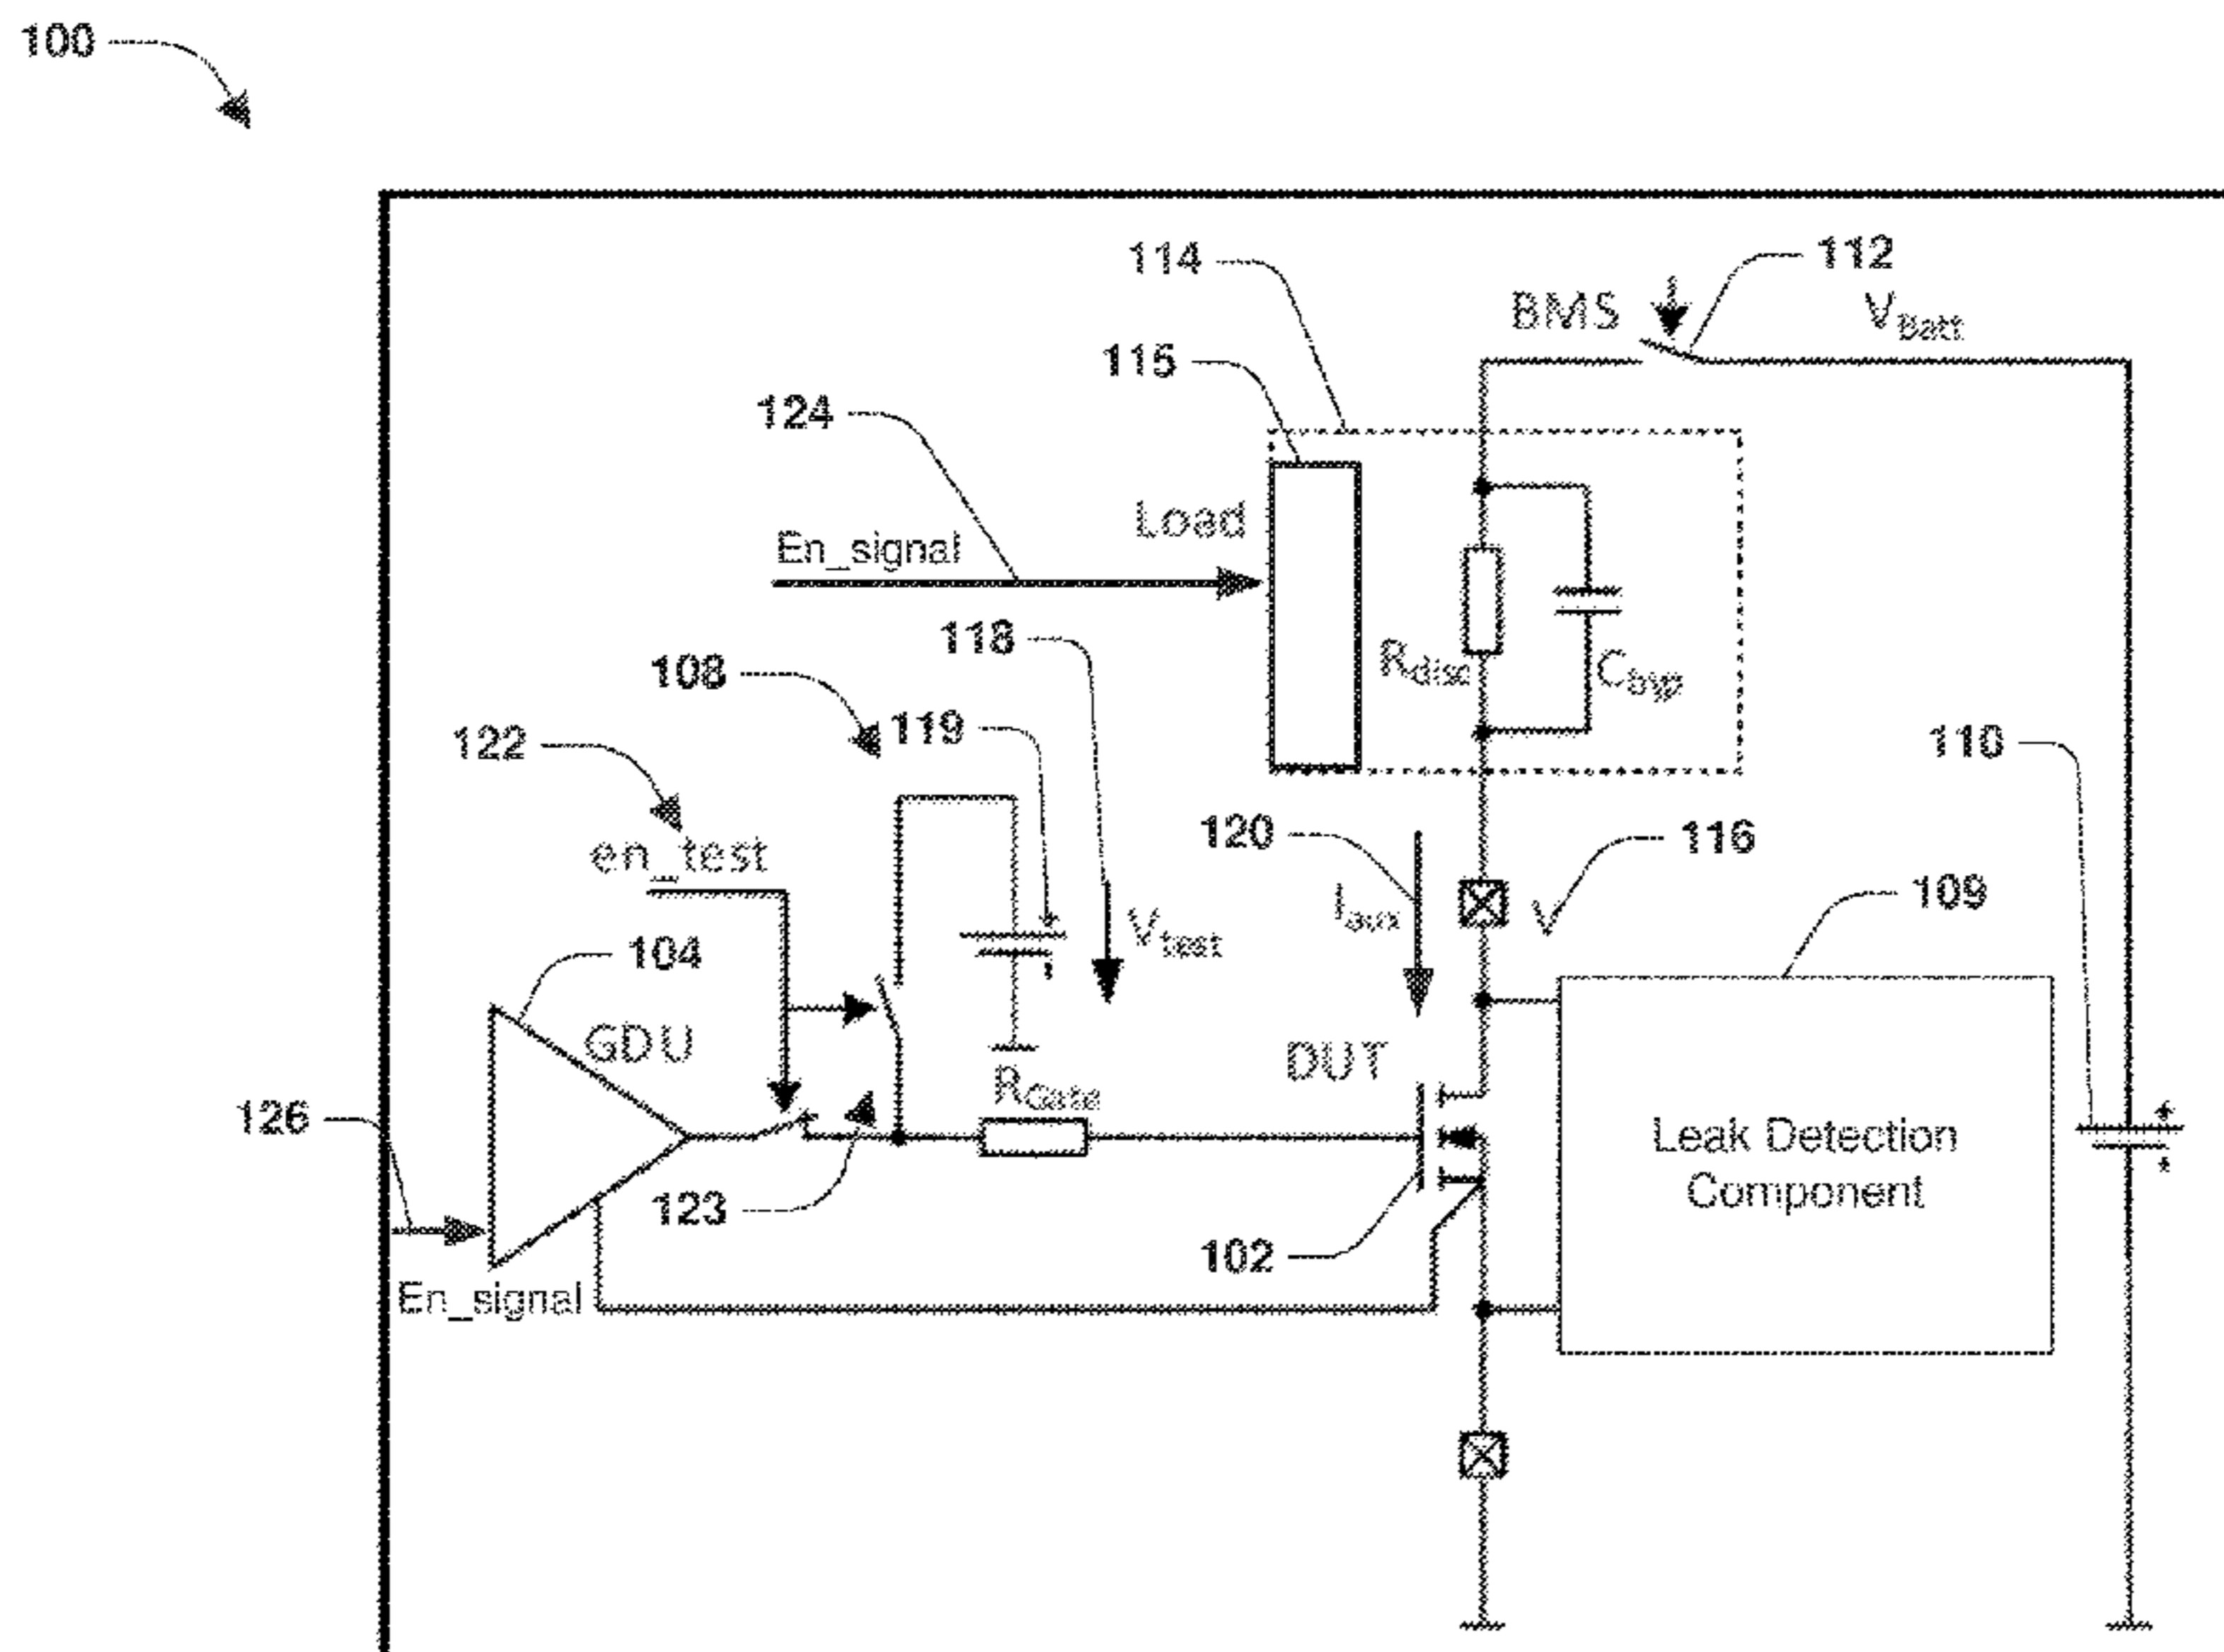 100
114
112
BMS
VBatt
115
124
Load
En_signal
118
Rdisc
Cbyp
108
119
122
110
120
116
en_test
Iaux
V
109
Vtest
104
GDU
DUT
RGate
126
Leak Detection
Component
123
102
En_signal